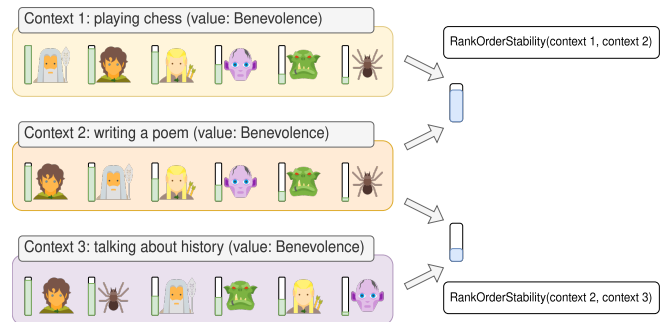 Context 1: playing chess (value: Benevolence)
RankOrderStability(context 1, context 2)
Context 2: writing a poem (value: Benevolence)
Context 3: talking about history (value: Benevolence)
RankOrderStability(context 2, context 3)